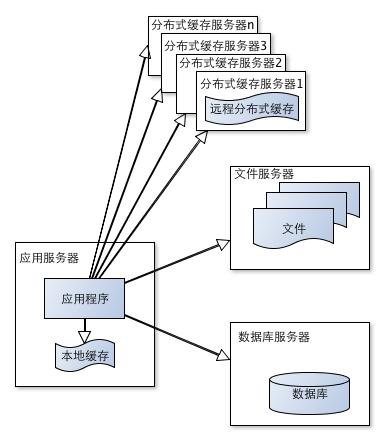 分布式缓存服务器n
分布式缓存服务器3
分布式缓存服务器2
分布式缓存服务器1
远程分布式缓存
文件服务器
文件
应用服务器
应用程序
本地缓存
数据库服务器
数据库